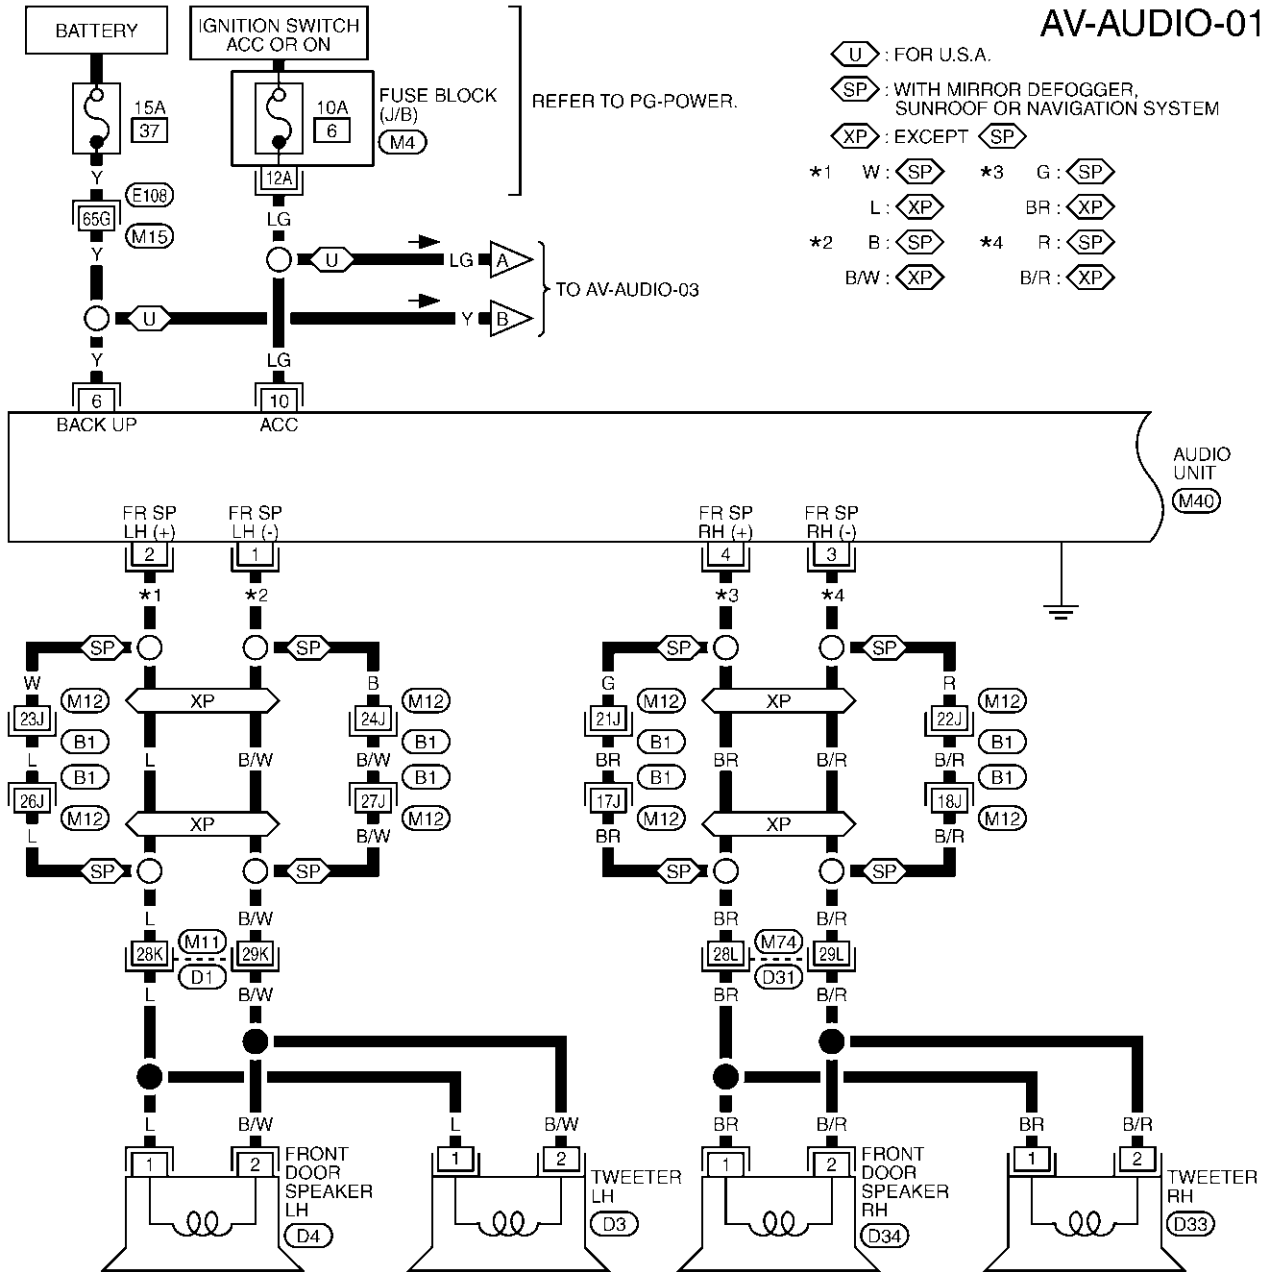 AV-AUDIO-01
BATTERY
IGNITION SWITCH
ACC OR ON
15A
37
10A
6
FUSE BLOCK
(J/B)
M4
REFER TO PG-POWER.
U : FOR U.S.A.
SP : WITH MIRROR DEFOGGER,
SUNROOF OR NAVIGATION SYSTEM
XP : EXCEPT SP
*1 W : SP *3 G : SP
L : XP BR : XP
*2 B : SP *4 R : SP
B/W : XP B/R : XP
Y
12A
E108
65G
LG
M15
Y
U
LG
A
TO AV-AUDIO-03
U
Y
B
Y
LG
6
10
BACK UP
ACC
AUDIO
UNIT
M40
FR SP
LH (+)
FR SP
LH (-)
FR SP
RH (+)
FR SP
RH (-)
2
1
4
3
*1
*2
*3
*4
SP
SP
SP
SP
W
B
G
R
M12
XP
M12
M12
XP
M12
23J
24J
21J
22J
B1
B1
B1
B1
L
L
B/W
B/W
BR
BR
B/R
B/R
B1
B1
B1
B1
26J
27J
17J
18J
M12
XP
M12
M12
XP
M12
L
B/W
BR
B/R
SP
SP
SP
SP
L
B/W
BR
B/R
28K
M11
29K
28L
M74
29L
D1
D31
L
B/W
BR
B/R
L
B/W
L
B/W
BR
B/R
BR
B/R
1
2
FRONT
DOOR
SPEAKER
LH
D4
1
2
TWEETER
LH
D3
1
2
FRONT
DOOR
SPEAKER
RH
D34
1
2
TWEETER
RH
D33